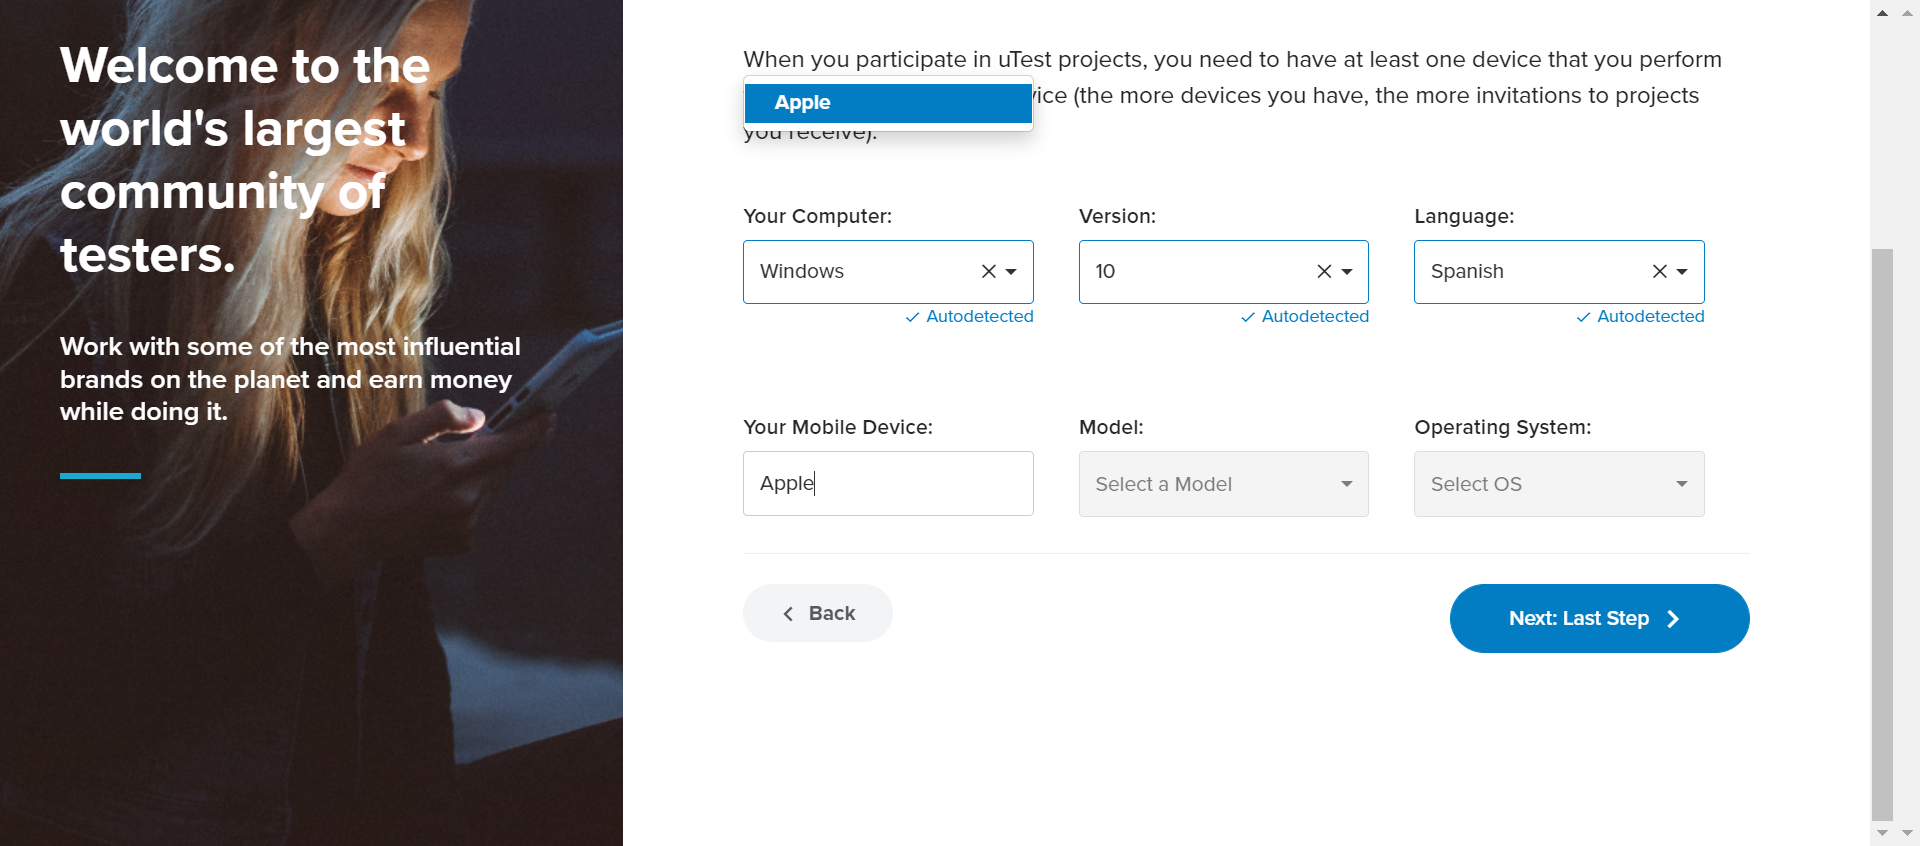 Welcome to the
world's largest
community of
testers.
Work with some of the most influential
brands on the planet and earn money
while doing it.
When you participate in uTest projects, you need to have at least one device that you perform
Apple
(the more devices you have, the more invitations to projects
you receive).
Your Computer:
Version:
Language:
Windows
10
Spanish
Autodetected
Autodetected
Autodetected
Your Mobile Device:
Model:
Operating System:
Apple
Select a Model
Select OS
Back
Next: Last Step